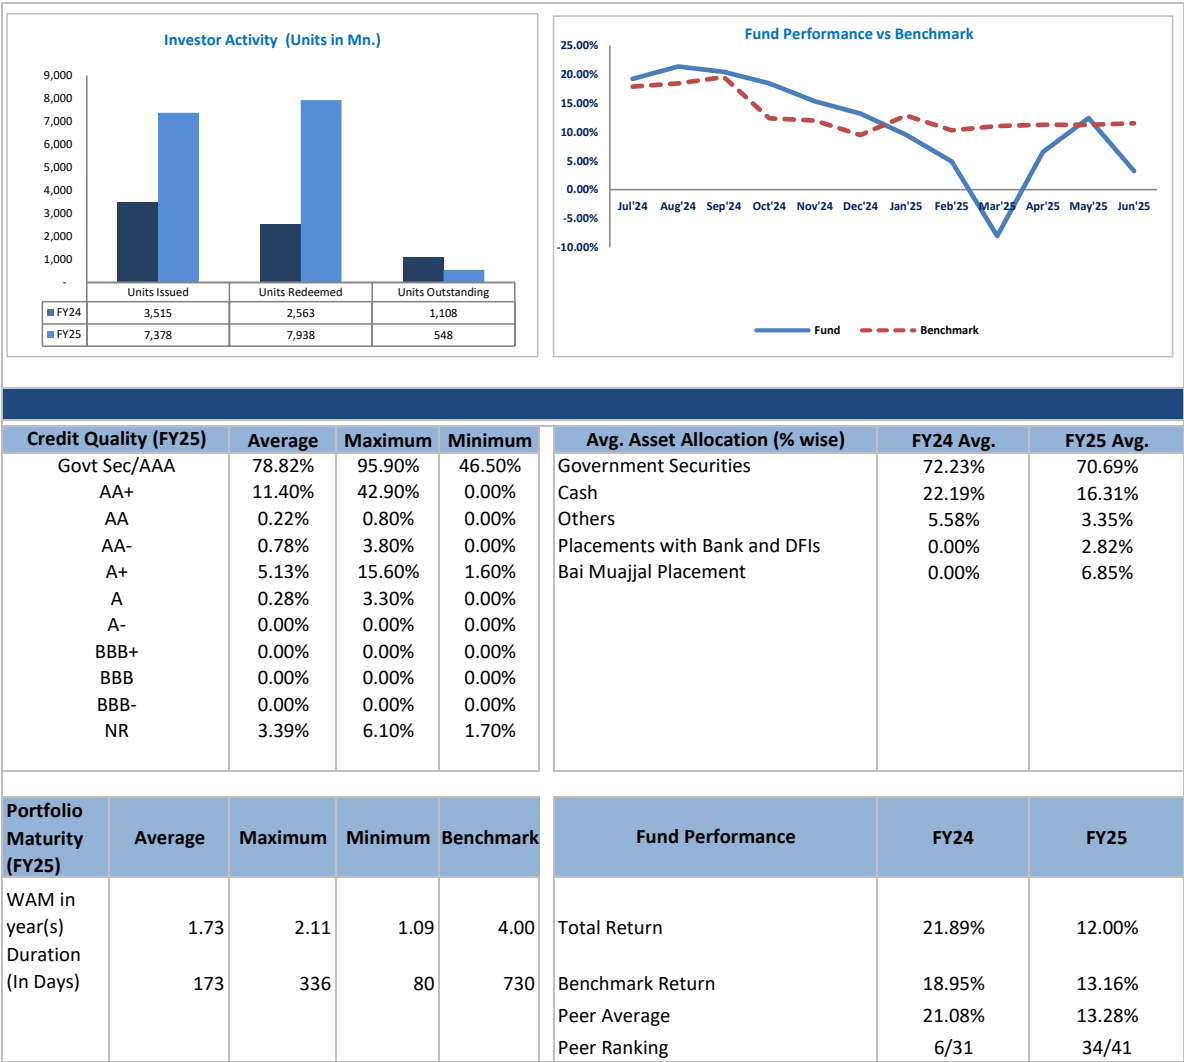 Investor Activity (Units in Mn.)
9,000
8,000
7,000
6,000
5,000
4,000
3,000
2,000
1,000
-
Units Issued Units Redeemed Units Outstanding
FY24 3,515 2,563 1,108
FY25 7,378 7,938 548
Fund Performance vs Benchmark
25.00%
20.00%
15.00%
10.00%
5.00%
0.00%
-5.00%
-10.00%
Jul'24 Aug'24 Sep'24 Oct'24 Nov'24 Dec'24 Jan'25 Feb'25 Mar'25 Apr'25 May'25 Jun'25
Fund Benchmark
Credit Quality (FY25) Average Maximum Minimum
Govt Sec/AAA 78.82% 95.90% 46.50%
AA+ 11.40% 42.90% 0.00%
AA 0.22% 0.80% 0.00%
AA- 0.78% 3.80% 0.00%
A+ 5.13% 15.60% 1.60%
A 0.28% 3.30% 0.00%
A- 0.00% 0.00% 0.00%
BBB+ 0.00% 0.00% 0.00%
BBB 0.00% 0.00% 0.00%
BBB- 0.00% 0.00% 0.00%
NR 3.39% 6.10% 1.70%
Avg. Asset Allocation (% wise) FY24 Avg. FY25 Avg.
Government Securities 72.23% 70.69%
Cash 22.19% 16.31%
Others 5.58% 3.35%
Placements with Bank and DFIs 0.00% 2.82%
Bai Muajjal Placement 0.00% 6.85%
Portfolio
Maturity
(FY25)
Average Maximum Minimum Benchmark
WAM in
year(s) 1.73 2.11 1.09 4.00
Duration
(In Days) 173 336 80 730
Fund Performance FY24 FY25
Total Return 21.89% 12.00%
Benchmark Return 18.95% 13.16%
Peer Average 21.08% 13.28%
Peer Ranking 6/31 34/41